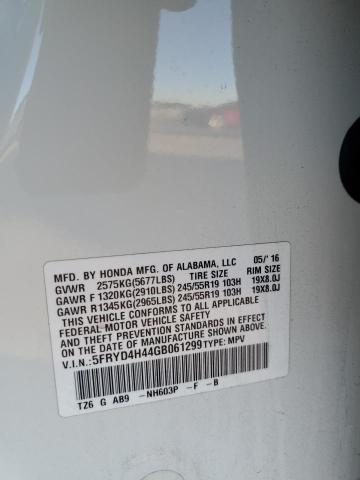 MFD. BY HONDA MFG. OF ALABAMA, LLC 05/'16
GVWR 2575KG(5677LBS) RIM SIZE
GAWR F 1320KG(2910LBS) 245/55R19 103H 19X8.0J
GAWR R 1345KG(2965LBS) 245/55R19 103H 19X8.0J
THIS VEHICLE CONFORMS TO ALL APPLICABLE
FEDERAL MOTOR VEHICLE SAFETY AND
THEFT PREVENTION STANDARDS IN EFFECT
ON THE DATE OF MANUFACTURE SHOWN ABOVE.
V.I.N.:5FRYD4H44GB061299 TYPE: MPV
TZ6 G AB9 -NH603P -F -B